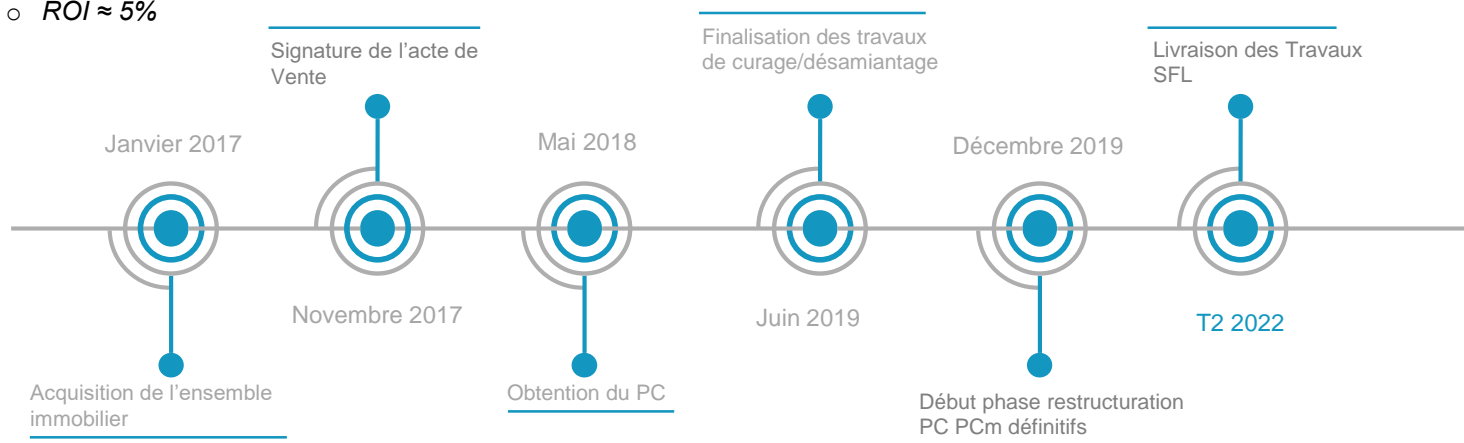 ○ ROI ≈ 5%
Janvier 2017
Acquisition de l’ensemble
immobilier
Signature de l’acte de
Vente
Novembre 2017
Mai 2018
Obtention du PC
Finalisation des travaux
de curage/désamiantage
Juin 2019
Décembre 2019
Début phase restructuration
PC PCm définitifs
Livraison des Travaux
SFL
T2 2022